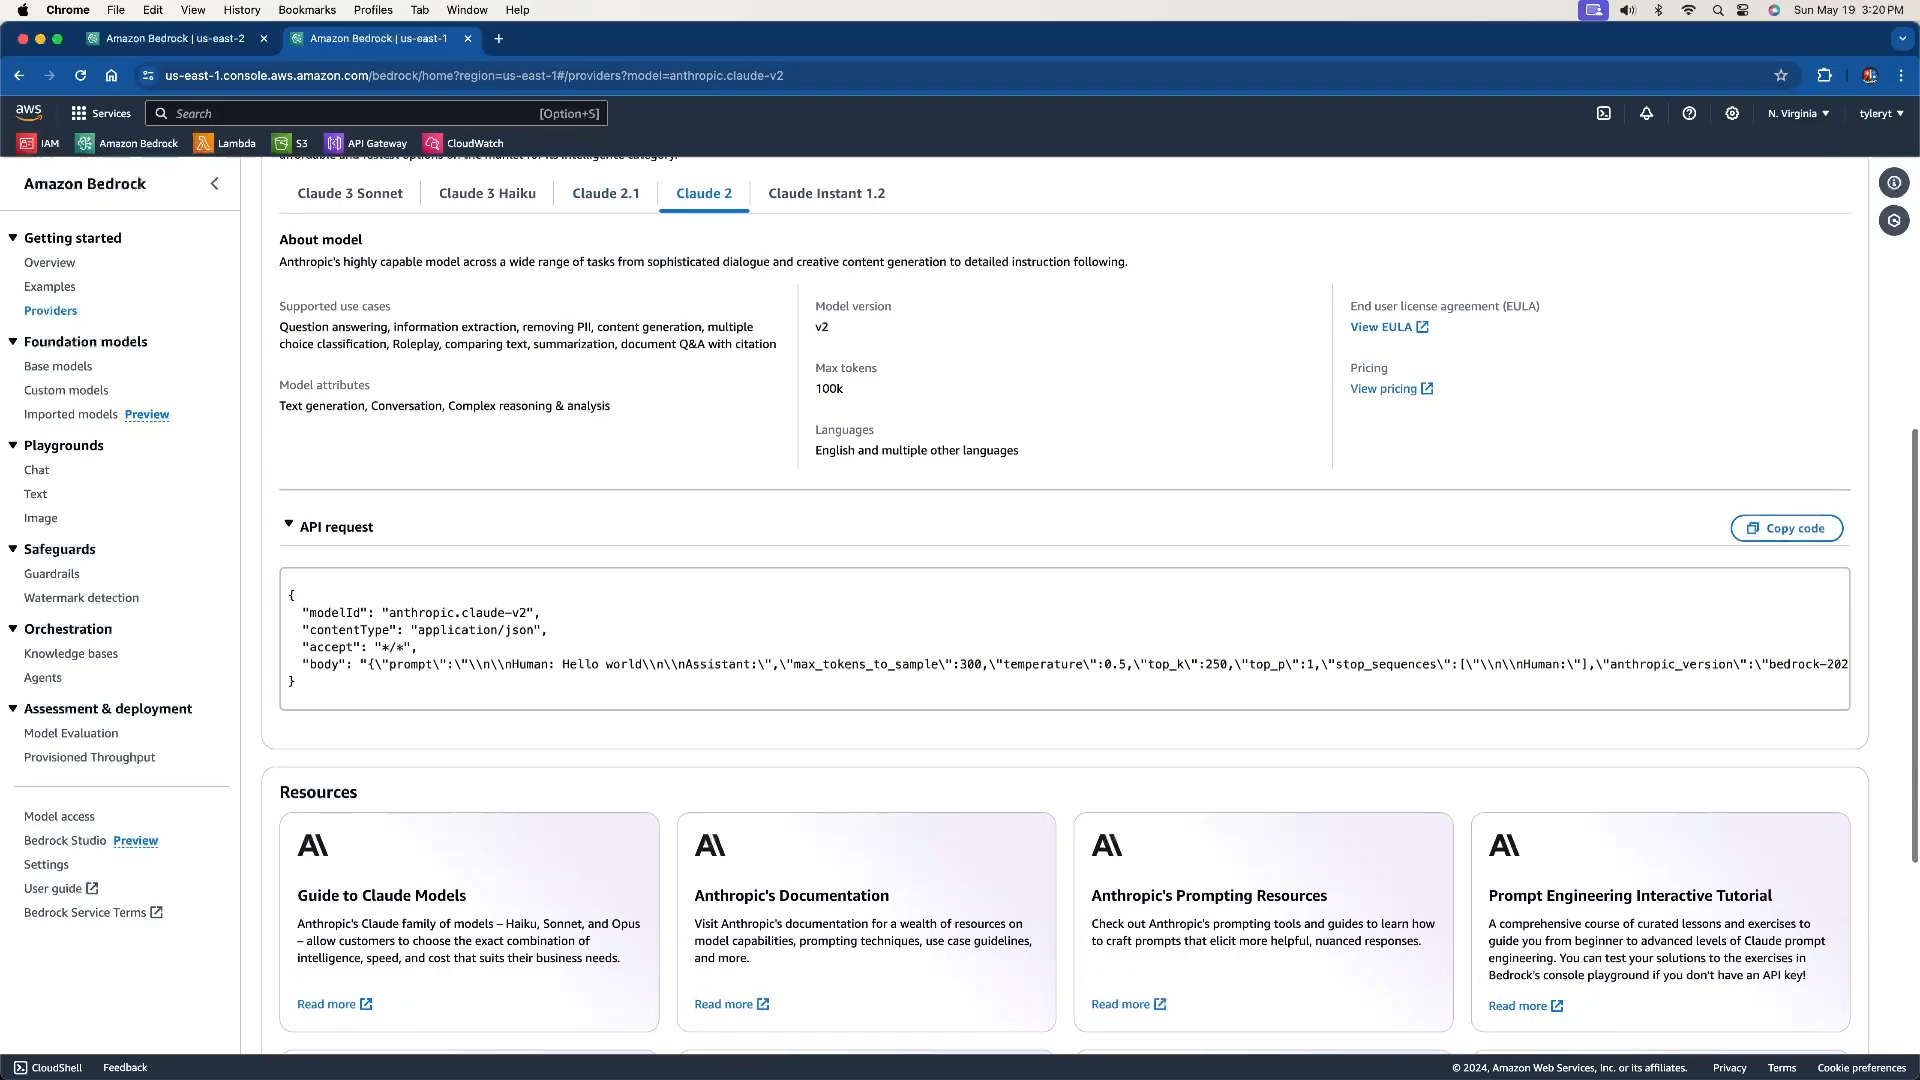 Chrome File Edit View History Bookmarks Profiles Tab Window Help Sun May 19 3:20 PM
Amazon Bedrock | us-east-2 Amazon Bedrock | us-east-1
us-east-1.console.aws.amazon.com/bedrock/home?region=us-east-1#/providers?model=anthropic.claude-v2
aws Services Search [Option+S] N. Virginia tyleryt
IAM Amazon Bedrock Lambda S3 API Gateway CloudWatch
affordable and fastest options on the market for its intelligence category.
Amazon Bedrock
Getting started
Overview
Examples
Providers
Foundation models
Base models
Custom models
Imported models Preview
Playgrounds
Chat
Text
Image
Safeguards
Guardrails
Watermark detection
Orchestration
Knowledge bases
Agents
Assessment & deployment
Model Evaluation
Provisioned Throughput
Model access
Bedrock Studio Preview
Settings
User guide
Bedrock Service Terms
Claude 3 Sonnet Claude 3 Haiku Claude 2.1 Claude 2 Claude Instant 1.2
About model
Anthropic's highly capable model across a wide range of tasks from sophisticated dialogue and creative content generation to detailed instruction following.
Supported use cases
Question answering, information extraction, removing PII, content generation, multiple
choice classification, Roleplay, comparing text, summarization, document Q&A with citation
Model attributes
Text generation, Conversation, Complex reasoning & analysis
Model version
v2
Max tokens
100k
Languages
English and multiple other languages
End user license agreement (EULA)
View EULA
Pricing
View pricing
API request
Copy code
{
"modelId": "anthropic.claude-v2",
"contentType": "application/json",
"accept": "*/*",
"body": "{\"prompt\":\"\\n\\nHuman: Hello world\\n\\nAssistant:\",\"max_tokens_to_sample\":300,\"temperature\":0.5,\"top_k\":250,\"top_p\":1,\"stop_sequences\":[\"\\n\\nHuman:\"],\"anthropic_version\":\"bedrock-202
}
Resources
Guide to Claude Models
Anthropic's Claude family of models – Haiku, Sonnet, and Opus
– allow customers to choose the exact combination of
intelligence, speed, and cost that suits their business needs.
Read more
Anthropic's Documentation
Visit Anthropic's documentation for a wealth of resources on
model capabilities, prompting techniques, use case guidelines,
and more.
Read more
Anthropic's Prompting Resources
Check out Anthropic's prompting tools and guides to learn how
to craft prompts that elicit more helpful, nuanced responses.
Read more
Prompt Engineering Interactive Tutorial
A comprehensive course of curated lessons and exercises to
guide you from beginner to advanced levels of Claude prompt
engineering. You can test your solutions to the exercises in
Bedrock's console playground if you don't have an API key!
Read more
CloudShell Feedback © 2024, Amazon Web Services, Inc. or its affiliates. Privacy Terms Cookie preferences